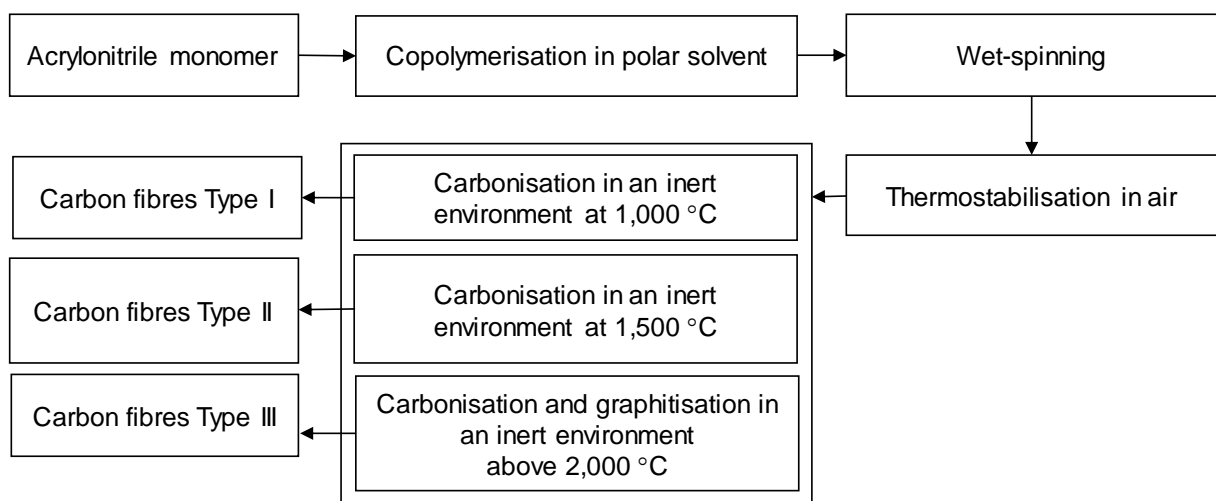 Acrylonitrile monomer
Copolymerisation in polar solvent
Wet-spinning
Thermostabilisation in air
Carbonisation in an inert
environment at 1,000 °C
Carbon fibres Type I
Carbonisation in an inert
environment at 1,500 °C
Carbon fibres Type II
Carbonisation and graphitisation in
an inert environment
above 2,000 °C
Carbon fibres Type III